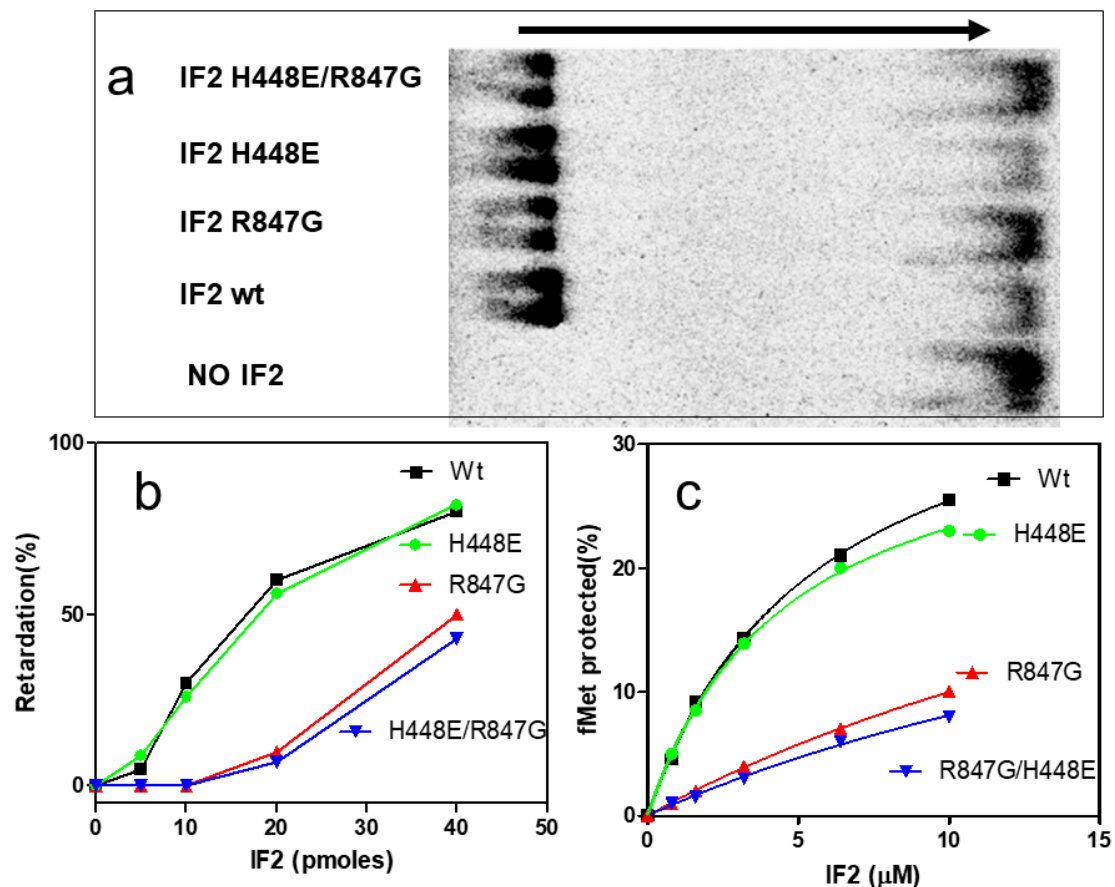 a
IF2 H448E/R847G
IF2 H448E
IF2 R847G
IF2 wt
NO IF2
b
100
50
0
Retardation(%)
Wt
H448E
R847G
H448E/R847G
0 10 20 30 40 50
IF2 (pmoles)
c
30
20
10
0
fMet protected(%)
Wt
H448E
R847G
R847G/H448E
0 5 10 15
IF2 (μM)